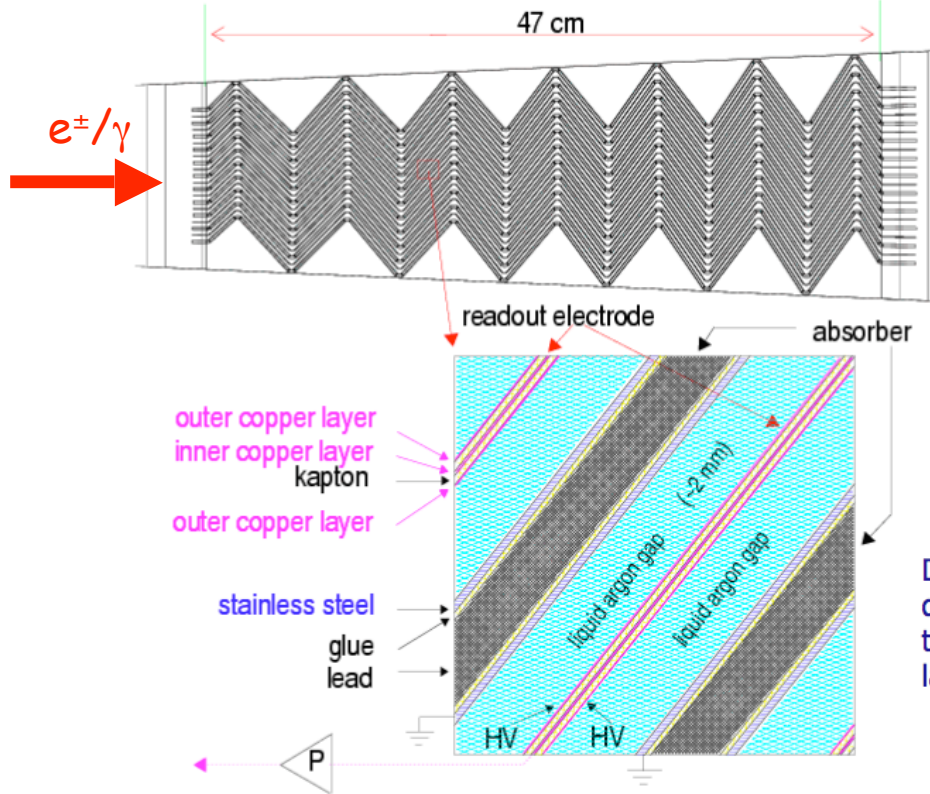 47 cm
e±/γ
readout electrode
absorber
outer copper layer
inner copper layer
kapton
outer copper layer
(~2 mm)
liquid argon gap
liquid argon gap
stainless steel
glue
lead
HV
HV
P